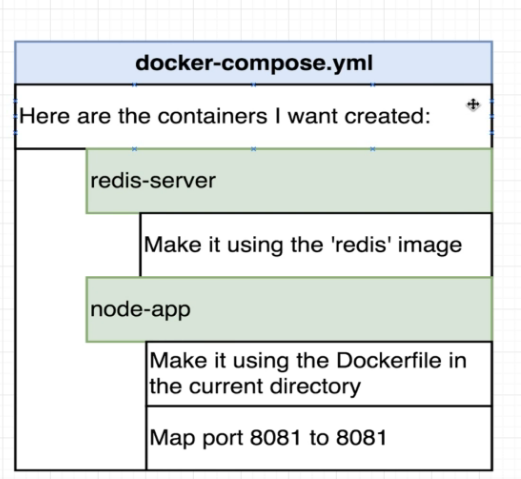 docker-compose.yml
Here are the containers I want created:
redis-server
Make it using the 'redis' image
node-app
Make it using the Dockerfile in
the current directory
Map port 8081 to 8081